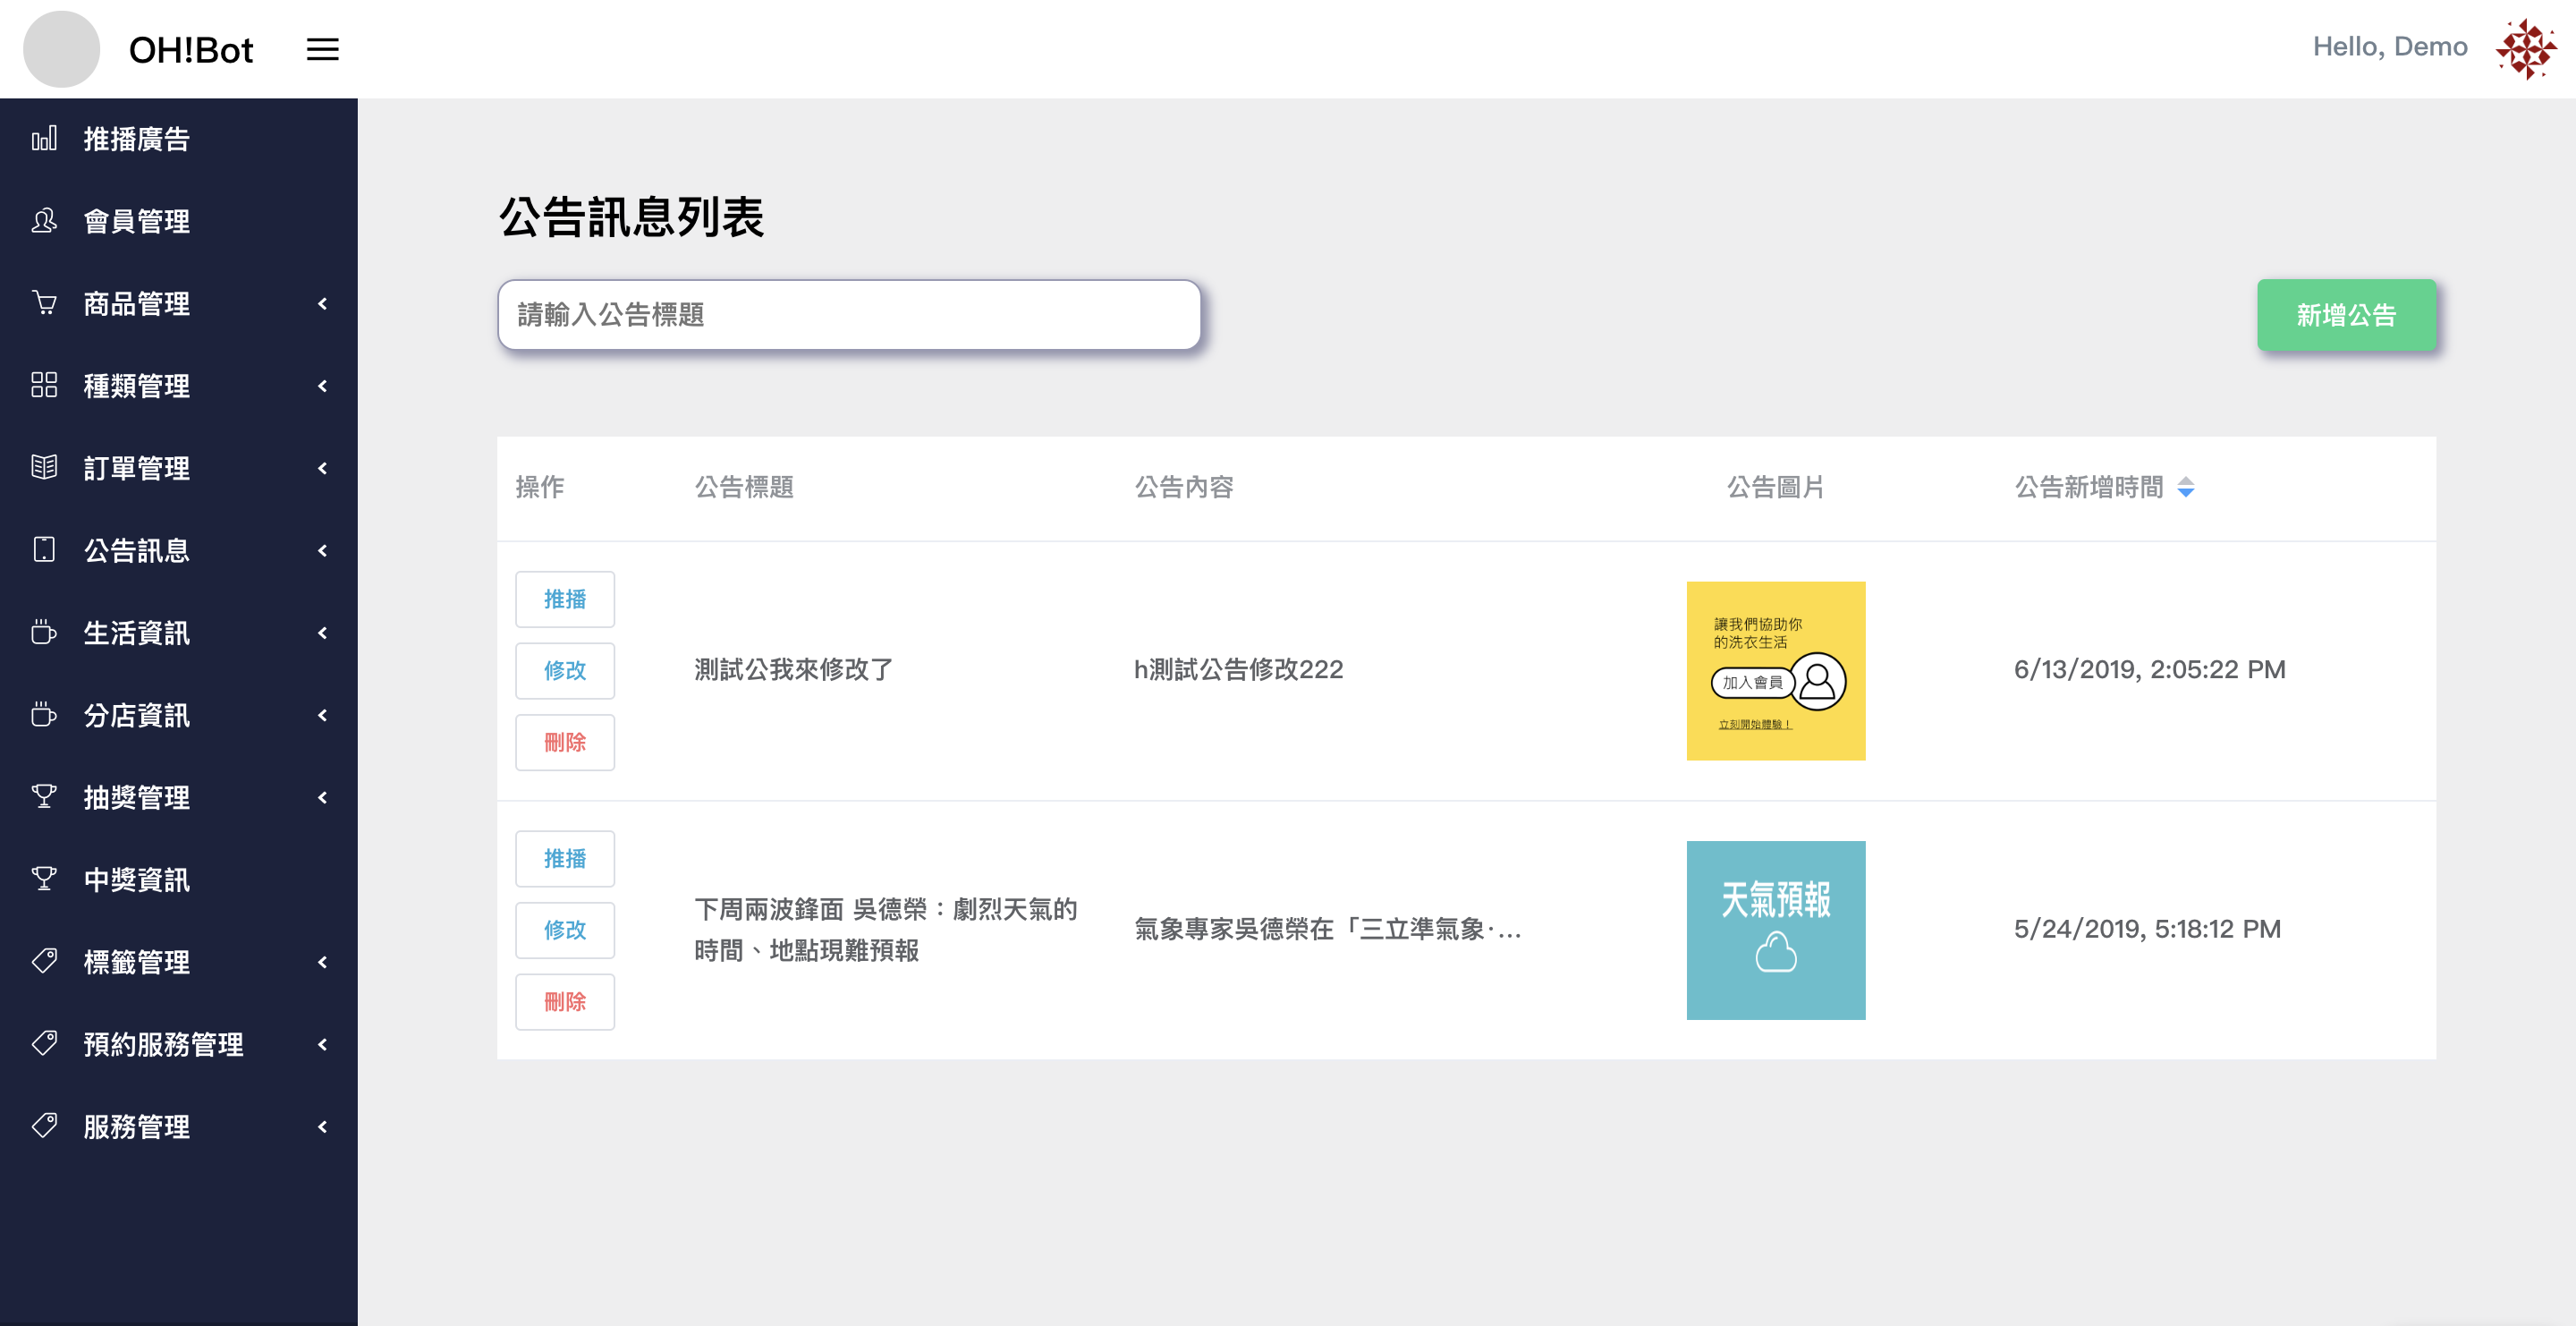 OH!Bot
Hello, Demo
推播廣告
會員管理
商品管理
種類管理
訂單管理
公告訊息
生活資訊
分店資訊
抽獎管理
中獎資訊
標籤管理
預約服務管理
服務管理
公告訊息列表
請輸入公告標題
新增公告
操作 公告標題 公告內容 公告圖片 公告新增時間
推播
修改
刪除
測試公我來修改了
h測試公告修改222
讓我們協助你
的洗衣生活
加入會員
立刻開始體驗！
6/13/2019, 2:05:22 PM
推播
修改
刪除
下周兩波鋒面 吳德榮：劇烈天氣的
時間、地點現難預報
氣象專家吳德榮在「三立準氣象·...
天氣預報
5/24/2019, 5:18:12 PM